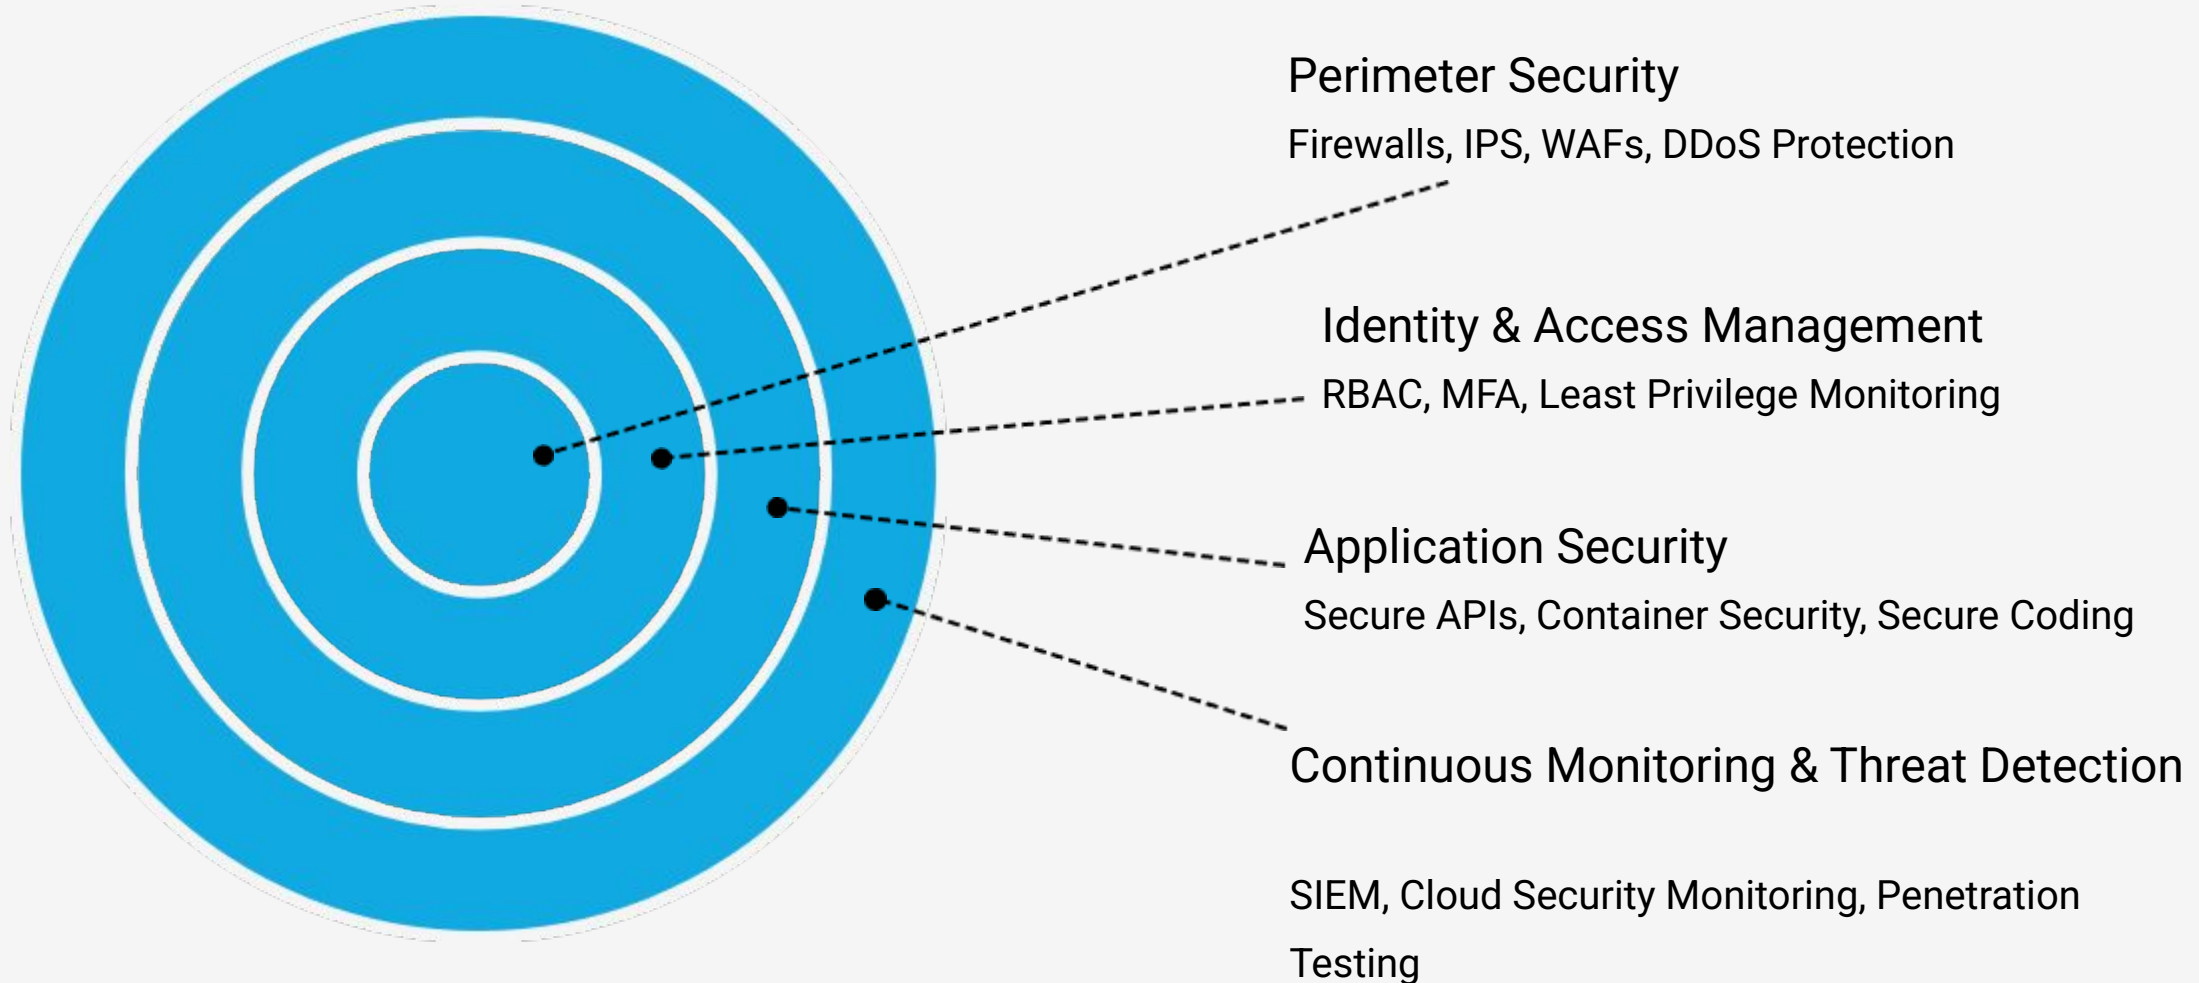 Perimeter Security
Firewalls, IPS, WAFs, DDoS Protection
Identity & Access Management
RBAC, MFA, Least Privilege Monitoring
Application Security
Secure APIs, Container Security, Secure Coding
Continuous Monitoring & Threat Detection
SIEM, Cloud Security Monitoring, Penetration
Testing